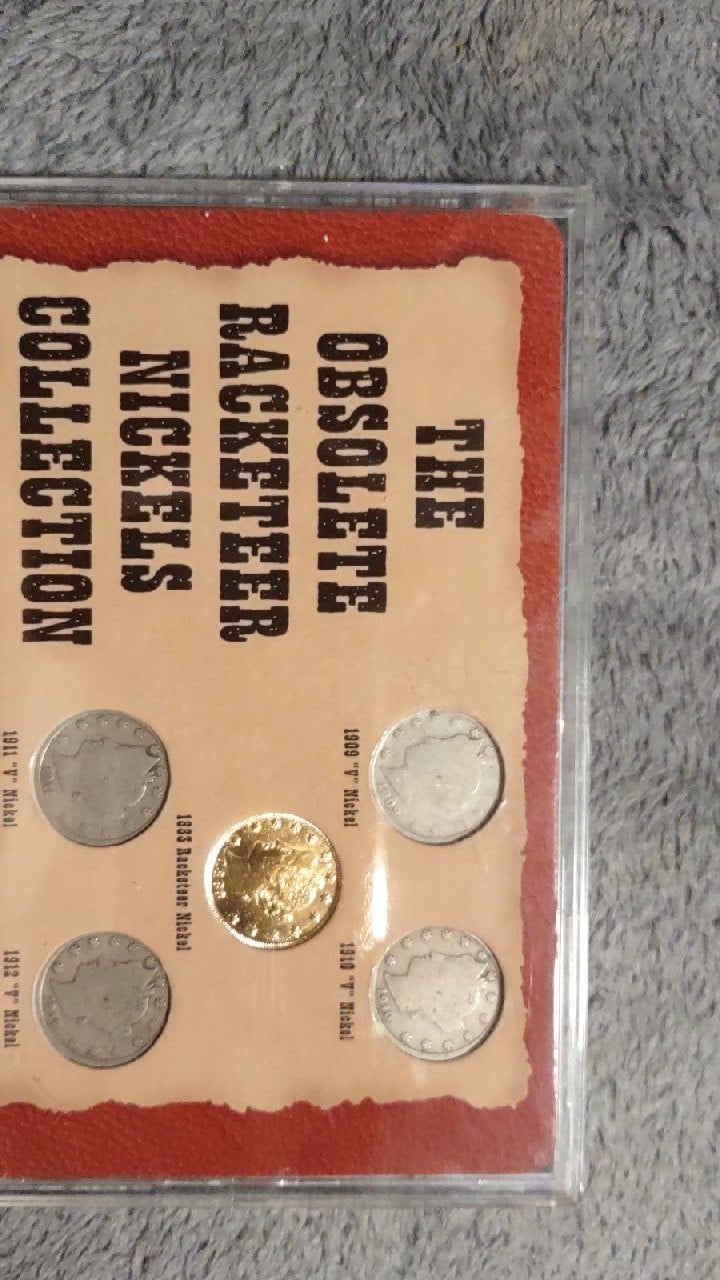 THE
OBSOLETE
RACKETEER
NICKELS
COLLECTION
1909 "V" Nickel
1910 "V" Nickel
1883 Racketeer Nickel
1911 "V" Nickel
1912 "V" Nickel